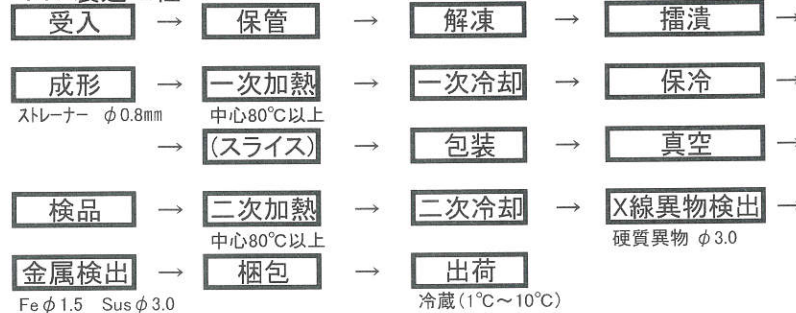 受入 → 保管 → 解凍 → 擂潰 →
成形 → 一次加熱 → 一次冷却 → 保冷 →
ストレーナー φ0.8mm 中心80℃以上
→ (スライス) → 包装 → 真空 →
検品 → 二次加熱 → 二次冷却 → X線異物検出 →
中心80℃以上 硬質異物 φ3.0
金属検出 → 梱包 → 出荷
Feφ1.5 Susφ3.0 冷蔵(1℃～10℃)